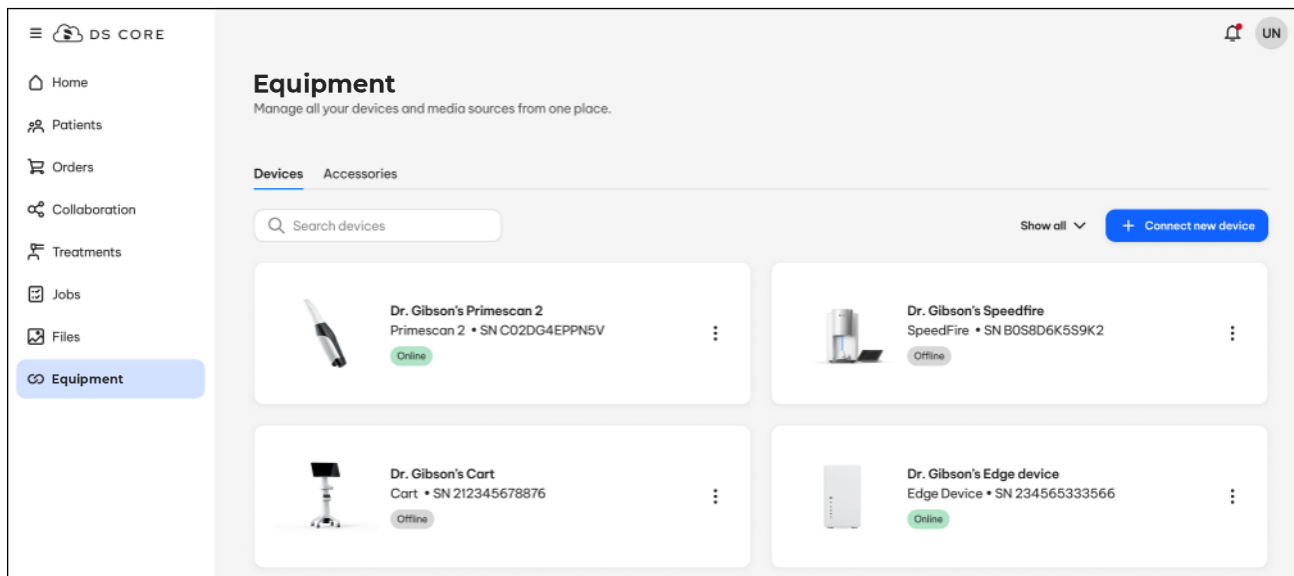 DS CORE
UN
Home
Patients
Orders
Collaboration
Treatments
Jobs
Files
Equipment
Equipment
Manage all your devices and media sources from one place.
Devices Accessories
Search devices
Show all
+ Connect new device
Dr. Gibson's Primescan 2
Primescan 2 • SN C02DG4EPPN5V
Online
Dr. Gibson's Speedfire
SpeedFire • SN B0S8D6K5S9K2
Offline
Dr. Gibson's Cart
Cart • SN 212345678876
Offline
Dr. Gibson's Edge device
Edge Device • SN 234565333566
Online